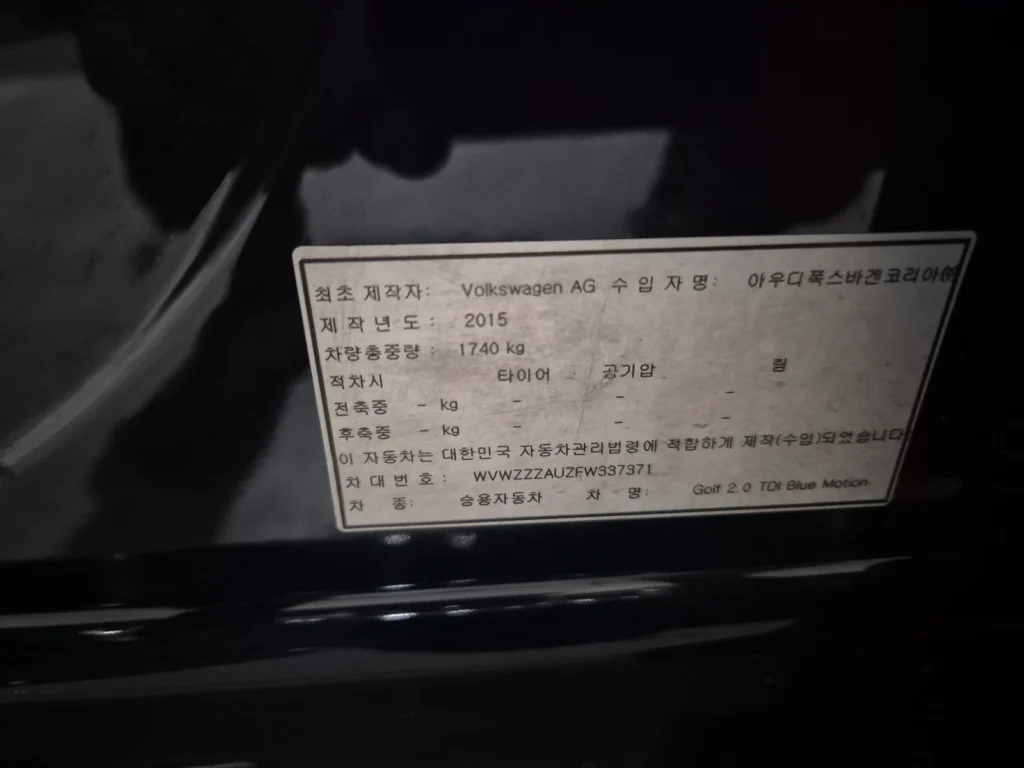 최초 제작자: Volkswagen AG 수 입 자 명: 아우디폭스바겐코리아㈜
제 작 년 도 : 2015
차량총중량 : 1740 kg
적차시 타이어 공기압 림
전축중 - kg - - -
후축중 - kg - - -
이 자동차는 대한민국 자동차관리법령에 적합하게 제작(수입)되었습니다
차 대 번 호 : WVWZZZAUZFW337371
차 종: 승용자동차 차 명: Golf 2.0 TDI Blue Motion